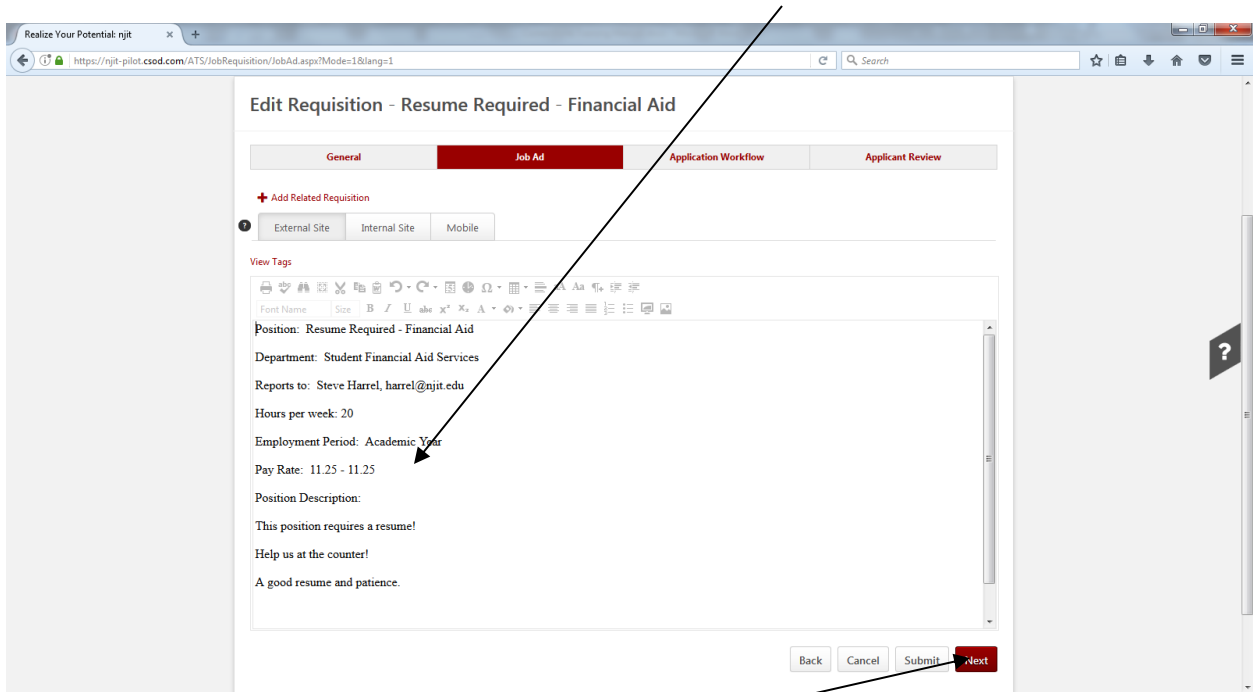 Realize Your Potential: njit × +
https://njit-pilot.csod.com/ATS/JobRequisition/JobAd.aspx?Mode=1&lang=1
Search
Edit Requisition - Resume Required - Financial Aid
General Job Ad Application Workflow Applicant Review
Add Related Requisition
External Site Internal Site Mobile
View Tags
Font Name Size B I U abc x² x₂ A
Position: Resume Required - Financial Aid
Department: Student Financial Aid Services
Reports to: Steve Harrel, harrel@njit.edu
Hours per week: 20
Employment Period: Academic Year
Pay Rate: 11.25 - 11.25
Position Description:
This position requires a resume!
Help us at the counter!
A good resume and patience.
?
Back Cancel Submit Next